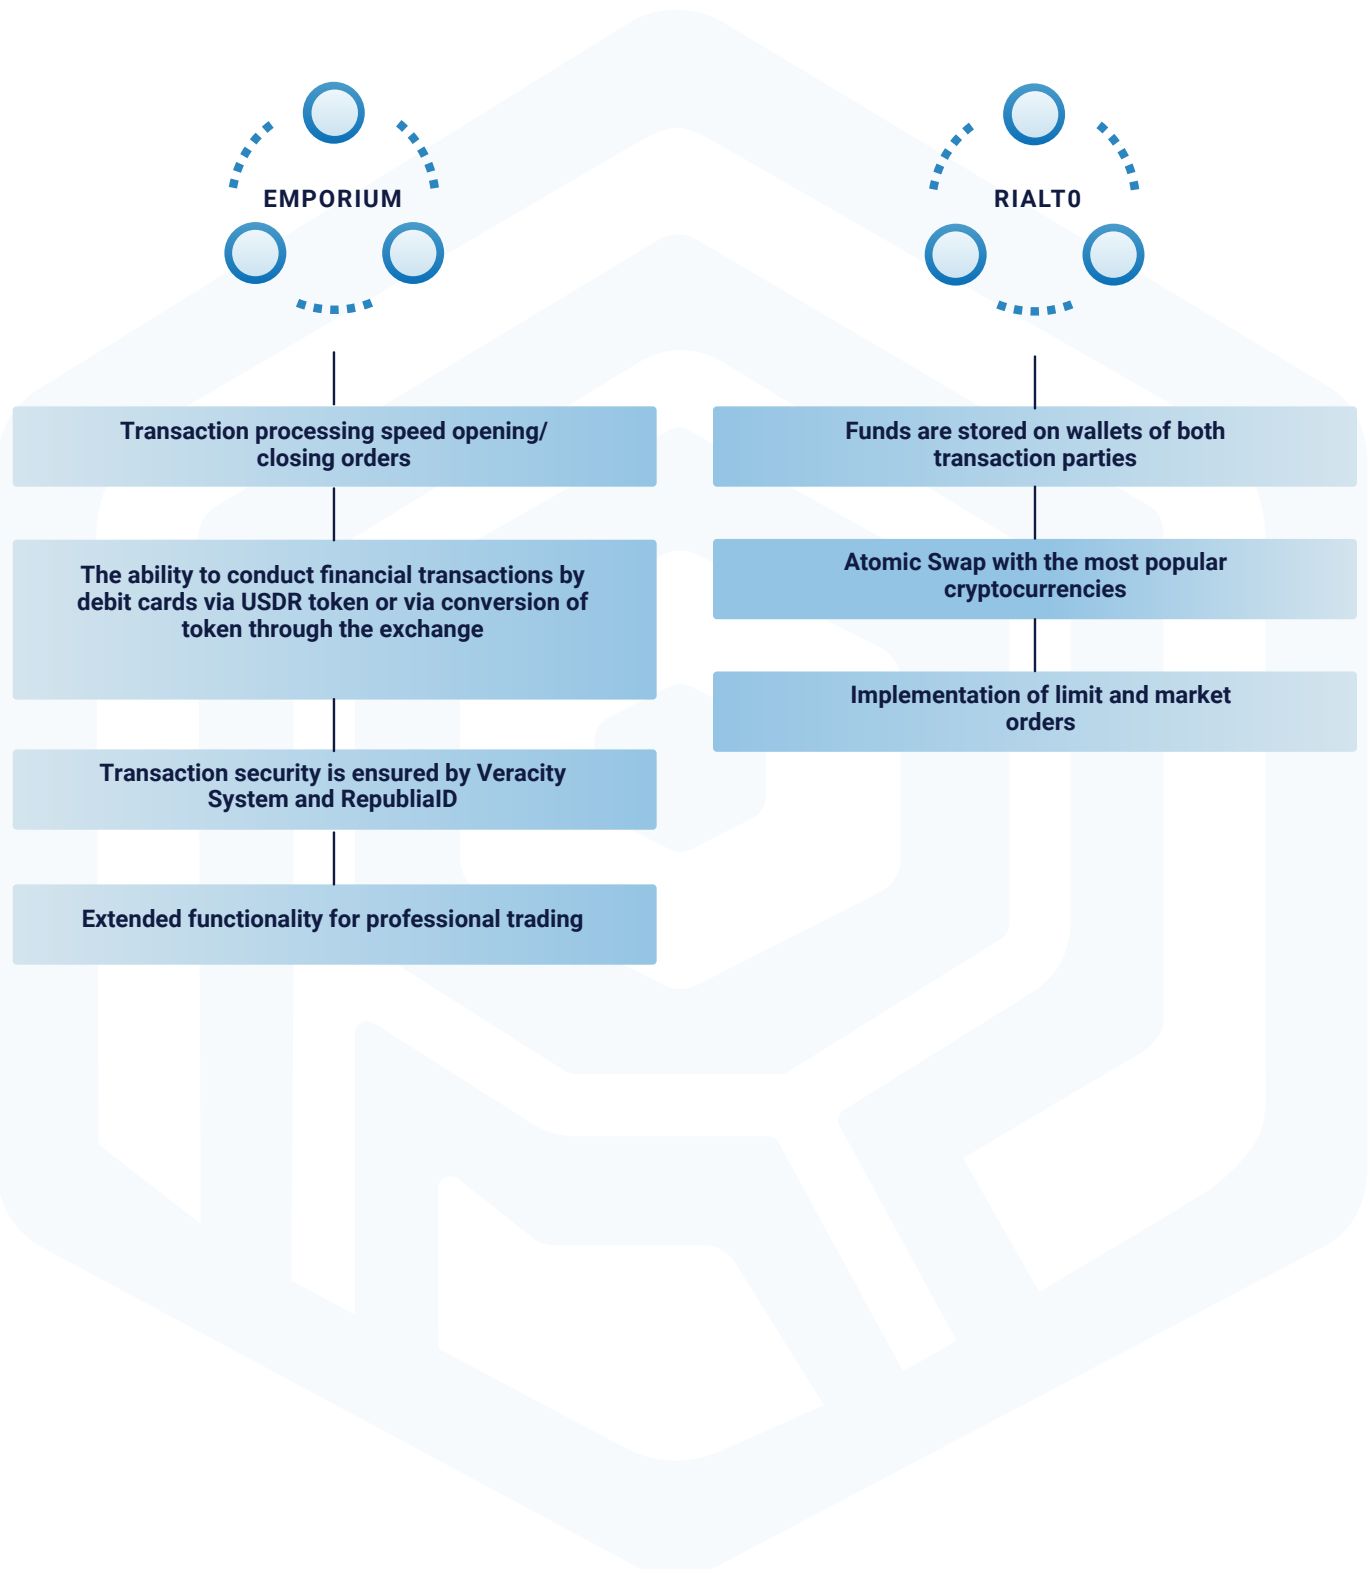 EMPORIUM
Transaction processing speed opening/
closing orders
The ability to conduct financial transactions by
debit cards via USDR token or via conversion of
token through the exchange
Transaction security is ensured by Veracity
System and RepubliaID
Extended functionality for professional trading
RIALT0
Funds are stored on wallets of both
transaction parties
Atomic Swap with the most popular
cryptocurrencies
Implementation of limit and market
orders